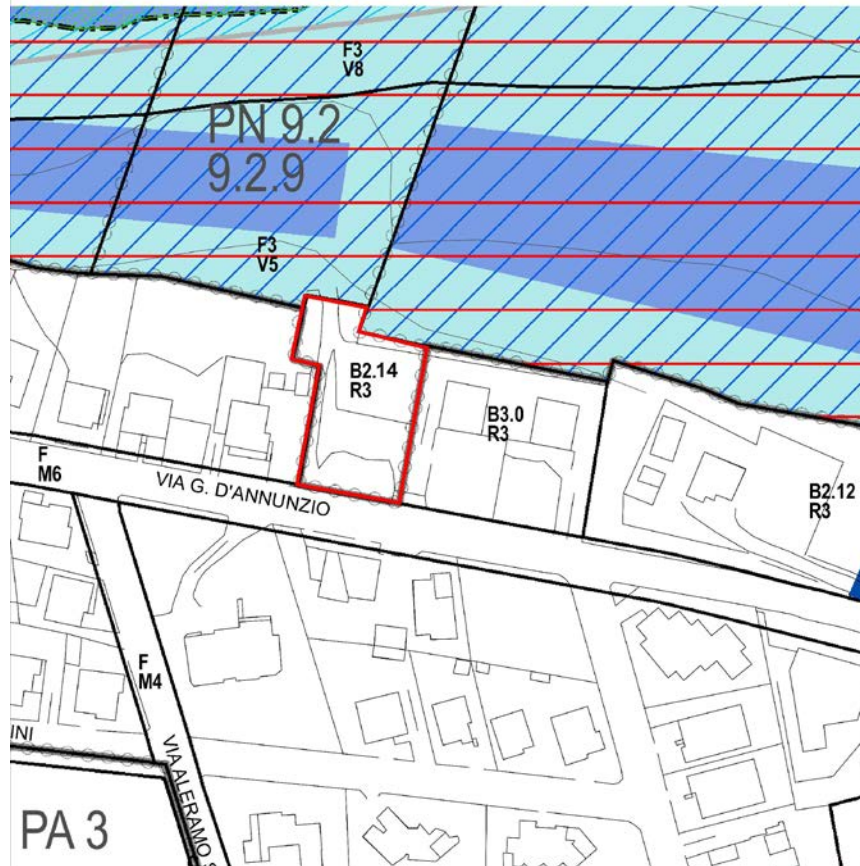 F3
V8
PN 9.2
9.2.9
F3
V5
B2.14
R3
B3.0
R3
B2.12
R3
F
M6
VIA G. D'ANNUNZIO
F
M4
INI
VIA ALERAMO S
PA 3